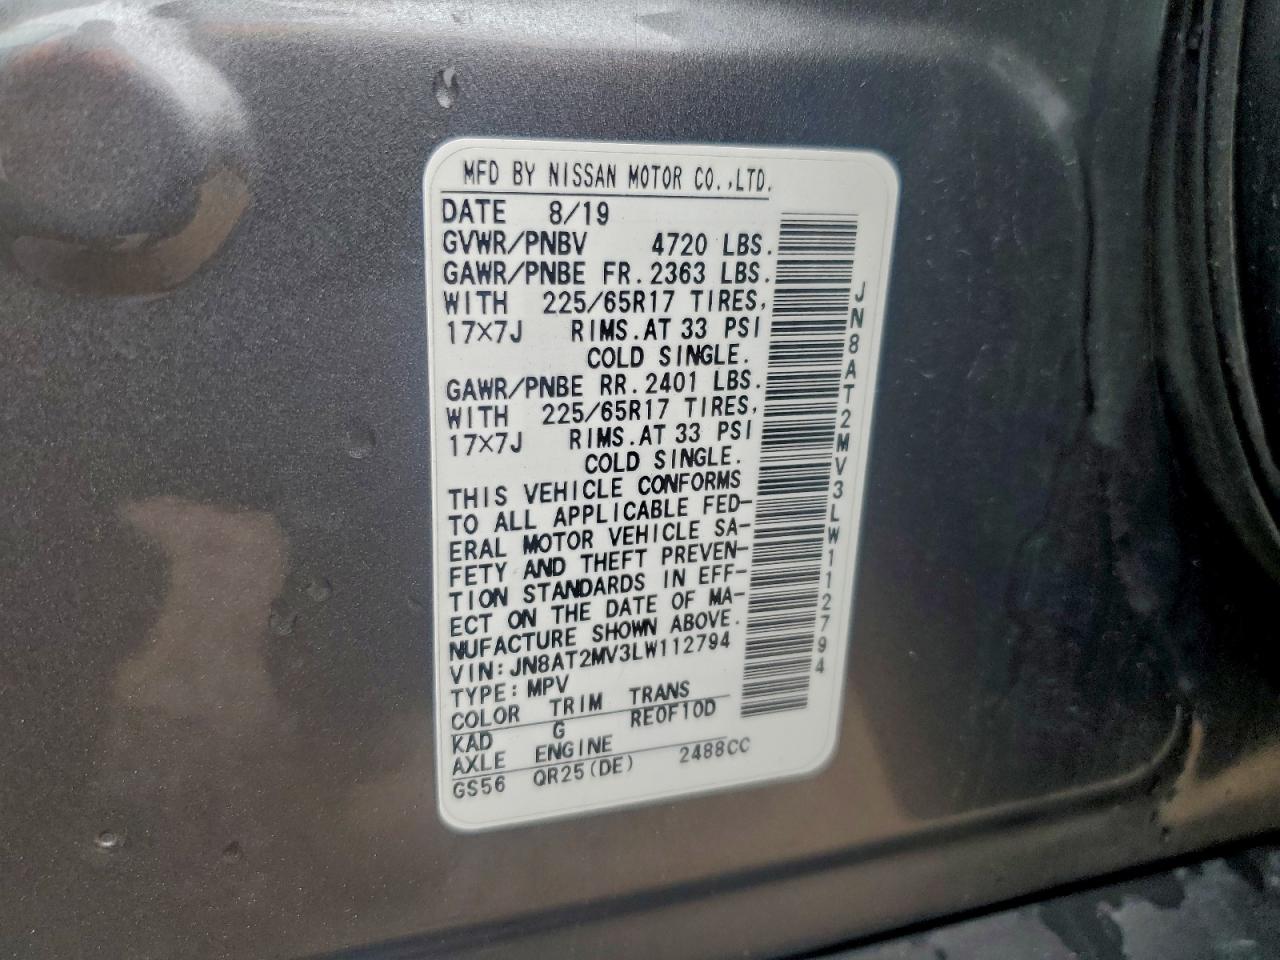 MFD BY NISSAN MOTOR CO.,LTD.
DATE 8/19
GVWR/PNBV 4720 LBS.
GAWR/PNBE FR.2363 LBS.
WITH 225/65R17 TIRES,
17X7J RIMS.AT 33 PSI
COLD SINGLE.
GAWR/PNBE RR.2401 LBS.
WITH 225/65R17 TIRES,
17X7J RIMS.AT 33 PSI
COLD SINGLE.
THIS VEHICLE CONFORMS
TO ALL APPLICABLE FED-
ERAL MOTOR VEHICLE SA-
FETY AND THEFT PREVEN-
TION STANDARDS IN EFF-
ECT ON THE DATE OF MA-
NUFACTURE SHOWN ABOVE.
VIN:JN8AT2MV3LW112794
TYPE:MPV
COLOR TRIM TRANS
KAD G RE0F10D
AXLE ENGINE
GS56 QR25(DE) 2488CC
JN8AT2MV3LW112794